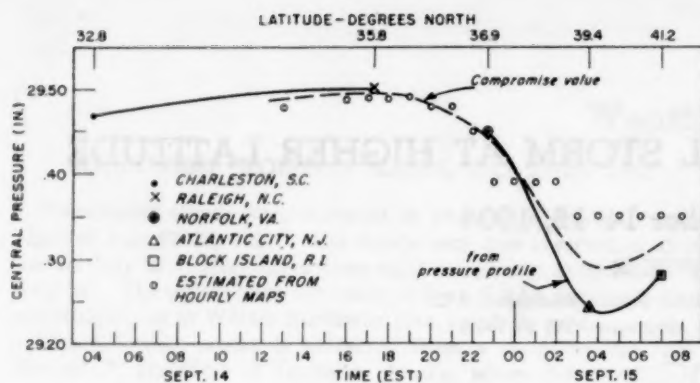 LATITUDE-DEGREES NORTH
32.8 35.8 36.9 39.4 41.2
29.50
.40
.30
29.20
CENTRAL PRESSURE (IN.)
Compromise value
from
pressure profile
• CHARLESTON, S.C.
× RALEIGH, N.C.
NORFOLK, VA.
△ ATLANTIC CITY, N.J.
BLOCK ISLAND, R.I
○ ESTIMATED FROM
HOURLY MAPS
04 06 08 10 12 14 16 18 20 22 00 02 04 06 08
SEPT. 14 TIME (EST) SEPT. 15